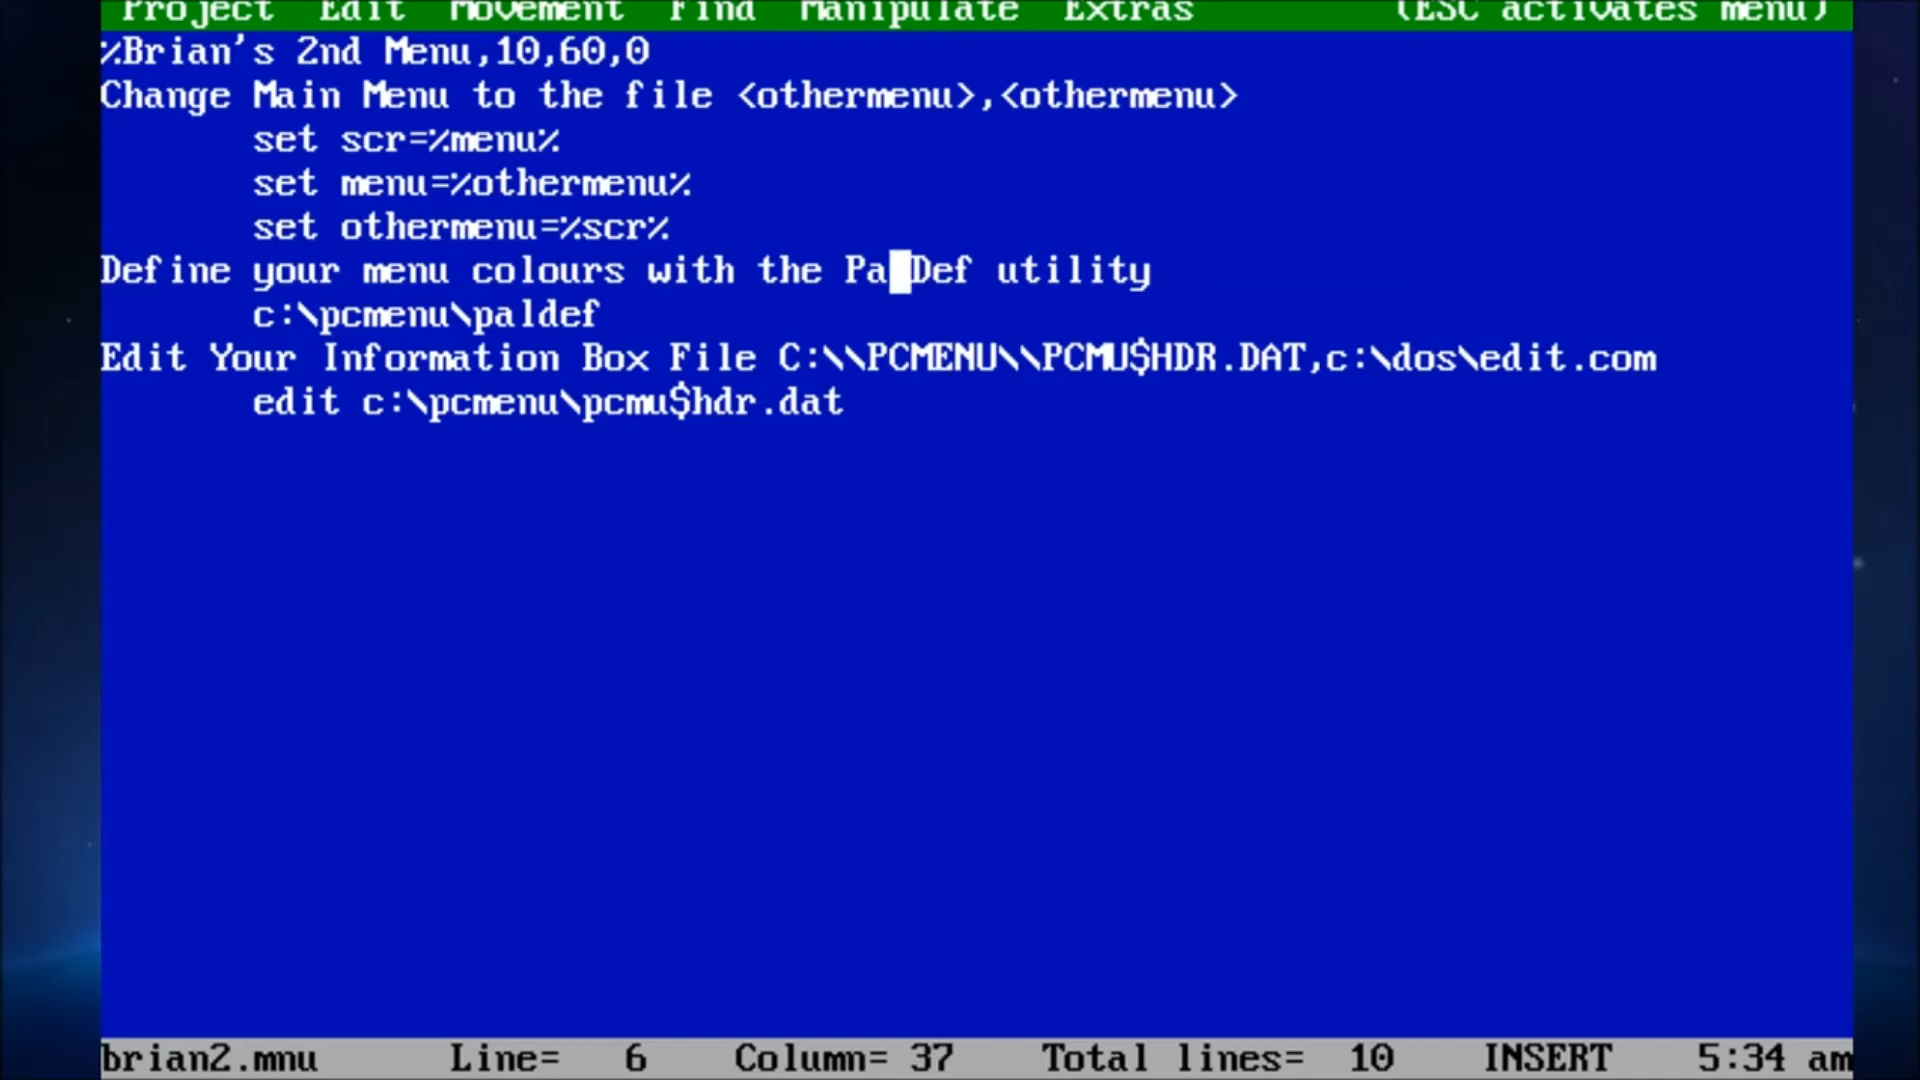 Project Edit Movement Find Manipulate Extras (ESC activates menu)
%Brian's 2nd Menu,10,60,0
Change Main Menu to the file <othermenu>,<othermenu>
set scr=%menu%
set menu=%othermenu%
set othermenu=%scr%
Define your menu colours with the Pa Def utility
c:\pcmenu\paldef
Edit Your Information Box File C:\\PCMENU\\PCMU$HDR.DAT,c:\dos\edit.com
edit c:\pcmenu\pcmu$hdr.dat
brian2.mnu Line= 6 Column= 37 Total lines= 10 INSERT 5:34 am